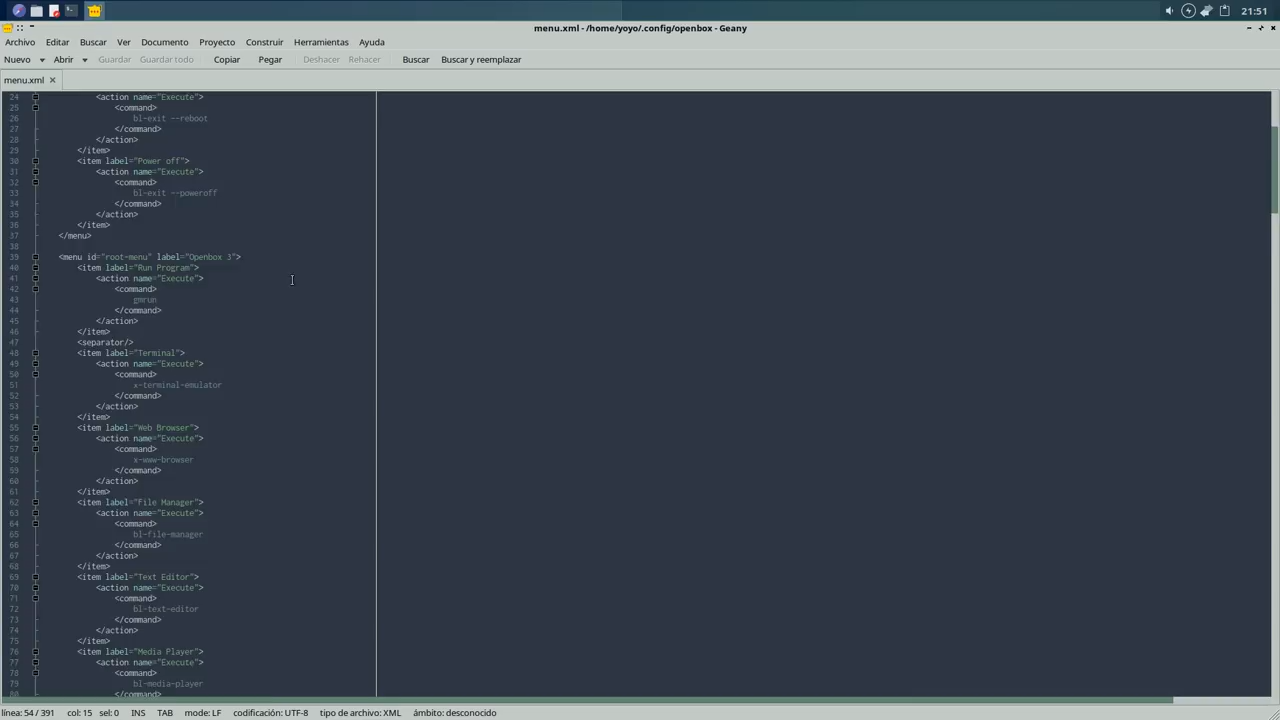 21:51
menu.xml - /home/yoyo/.config/openbox - Geany
Archivo Editar Buscar Ver Documento Proyecto Construir Herramientas Ayuda
Nuevo Abrir Guardar Guardar todo Copiar Pegar Deshacer Rehacer Buscar Buscar y reemplazar
menu.xml
24 <action name="Execute">
25 <command>
26 bl-exit --reboot
27 </command>
28 </action>
29 </item>
30 <item label="Power off">
31 <action name="Execute">
32 <command>
33 bl-exit --poweroff
34 </command>
35 </action>
36 </item>
37 </menu>
38
39 <menu id="root-menu" label="Openbox 3">
40 <item label="Run Program">
41 <action name="Execute">
42 <command>
43 gmrun
44 </command>
45 </action>
46 </item>
47 <separator/>
48 <item label="Terminal">
49 <action name="Execute">
50 <command>
51 x-terminal-emulator
52 </command>
53 </action>
54 </item>
55 <item label="Web Browser">
56 <action name="Execute">
57 <command>
58 x-www-browser
59 </command>
60 </action>
61 </item>
62 <item label="File Manager">
63 <action name="Execute">
64 <command>
65 bl-file-manager
66 </command>
67 </action>
68 </item>
69 <item label="Text Editor">
70 <action name="Execute">
71 <command>
72 bl-text-editor
73 </command>
74 </action>
75 </item>
76 <item label="Media Player">
77 <action name="Execute">
78 <command>
79 bl-media-player
80 </command>
línea: 54 / 391 col: 15 sel: 0 INS TAB mode: LF codificación: UTF-8 tipo de archivo: XML ámbito: desconocido